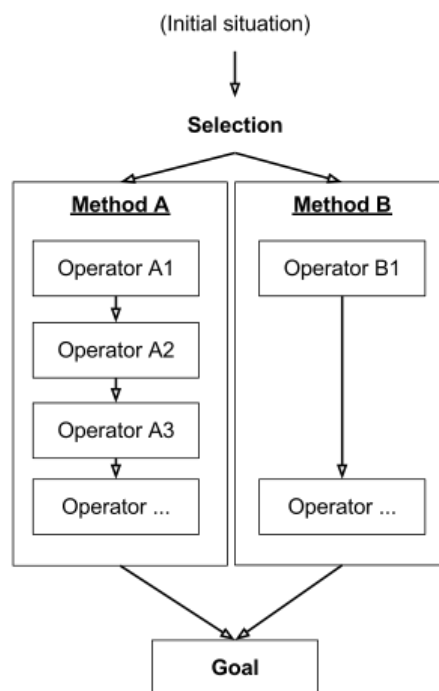 (Initial situation)
Selection
Method A
Operator A1
Operator A2
Operator A3
Operator ...
Method B
Operator B1
Operator ...
Goal